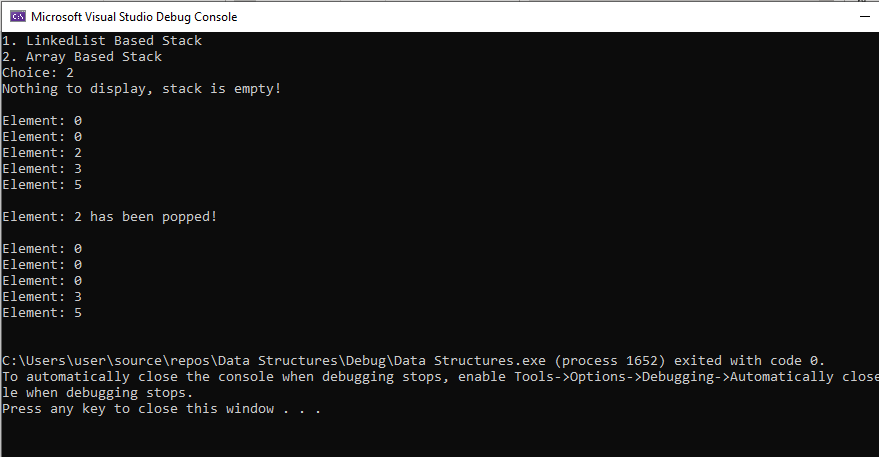 Microsoft Visual Studio Debug Console
1. LinkedList Based Stack
2. Array Based Stack
Choice: 2
Nothing to display, stack is empty!
Element: 0
Element: 0
Element: 2
Element: 3
Element: 5
Element: 2 has been popped!
Element: 0
Element: 0
Element: 0
Element: 3
Element: 5
C:\Users\user\source\repos\Data Structures\Debug\Data Structures.exe (process 1652) exited with code 0.
To automatically close the console when debugging stops, enable Tools->Options->Debugging->Automatically close
le when debugging stops.
Press any key to close this window . . .